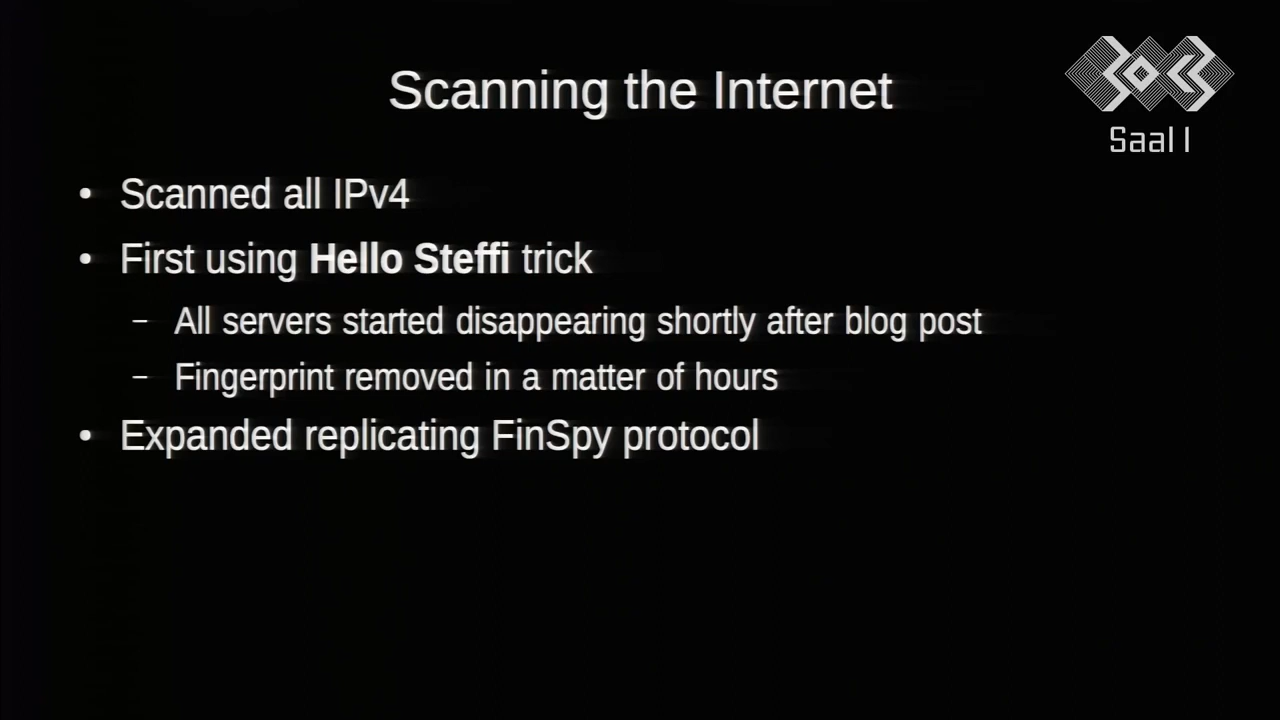 Scanning the Internet
Saal 1
• Scanned all IPv4
• First using Hello Steffi trick
– All servers started disappearing shortly after blog post
– Fingerprint removed in a matter of hours
• Expanded replicating FinSpy protocol